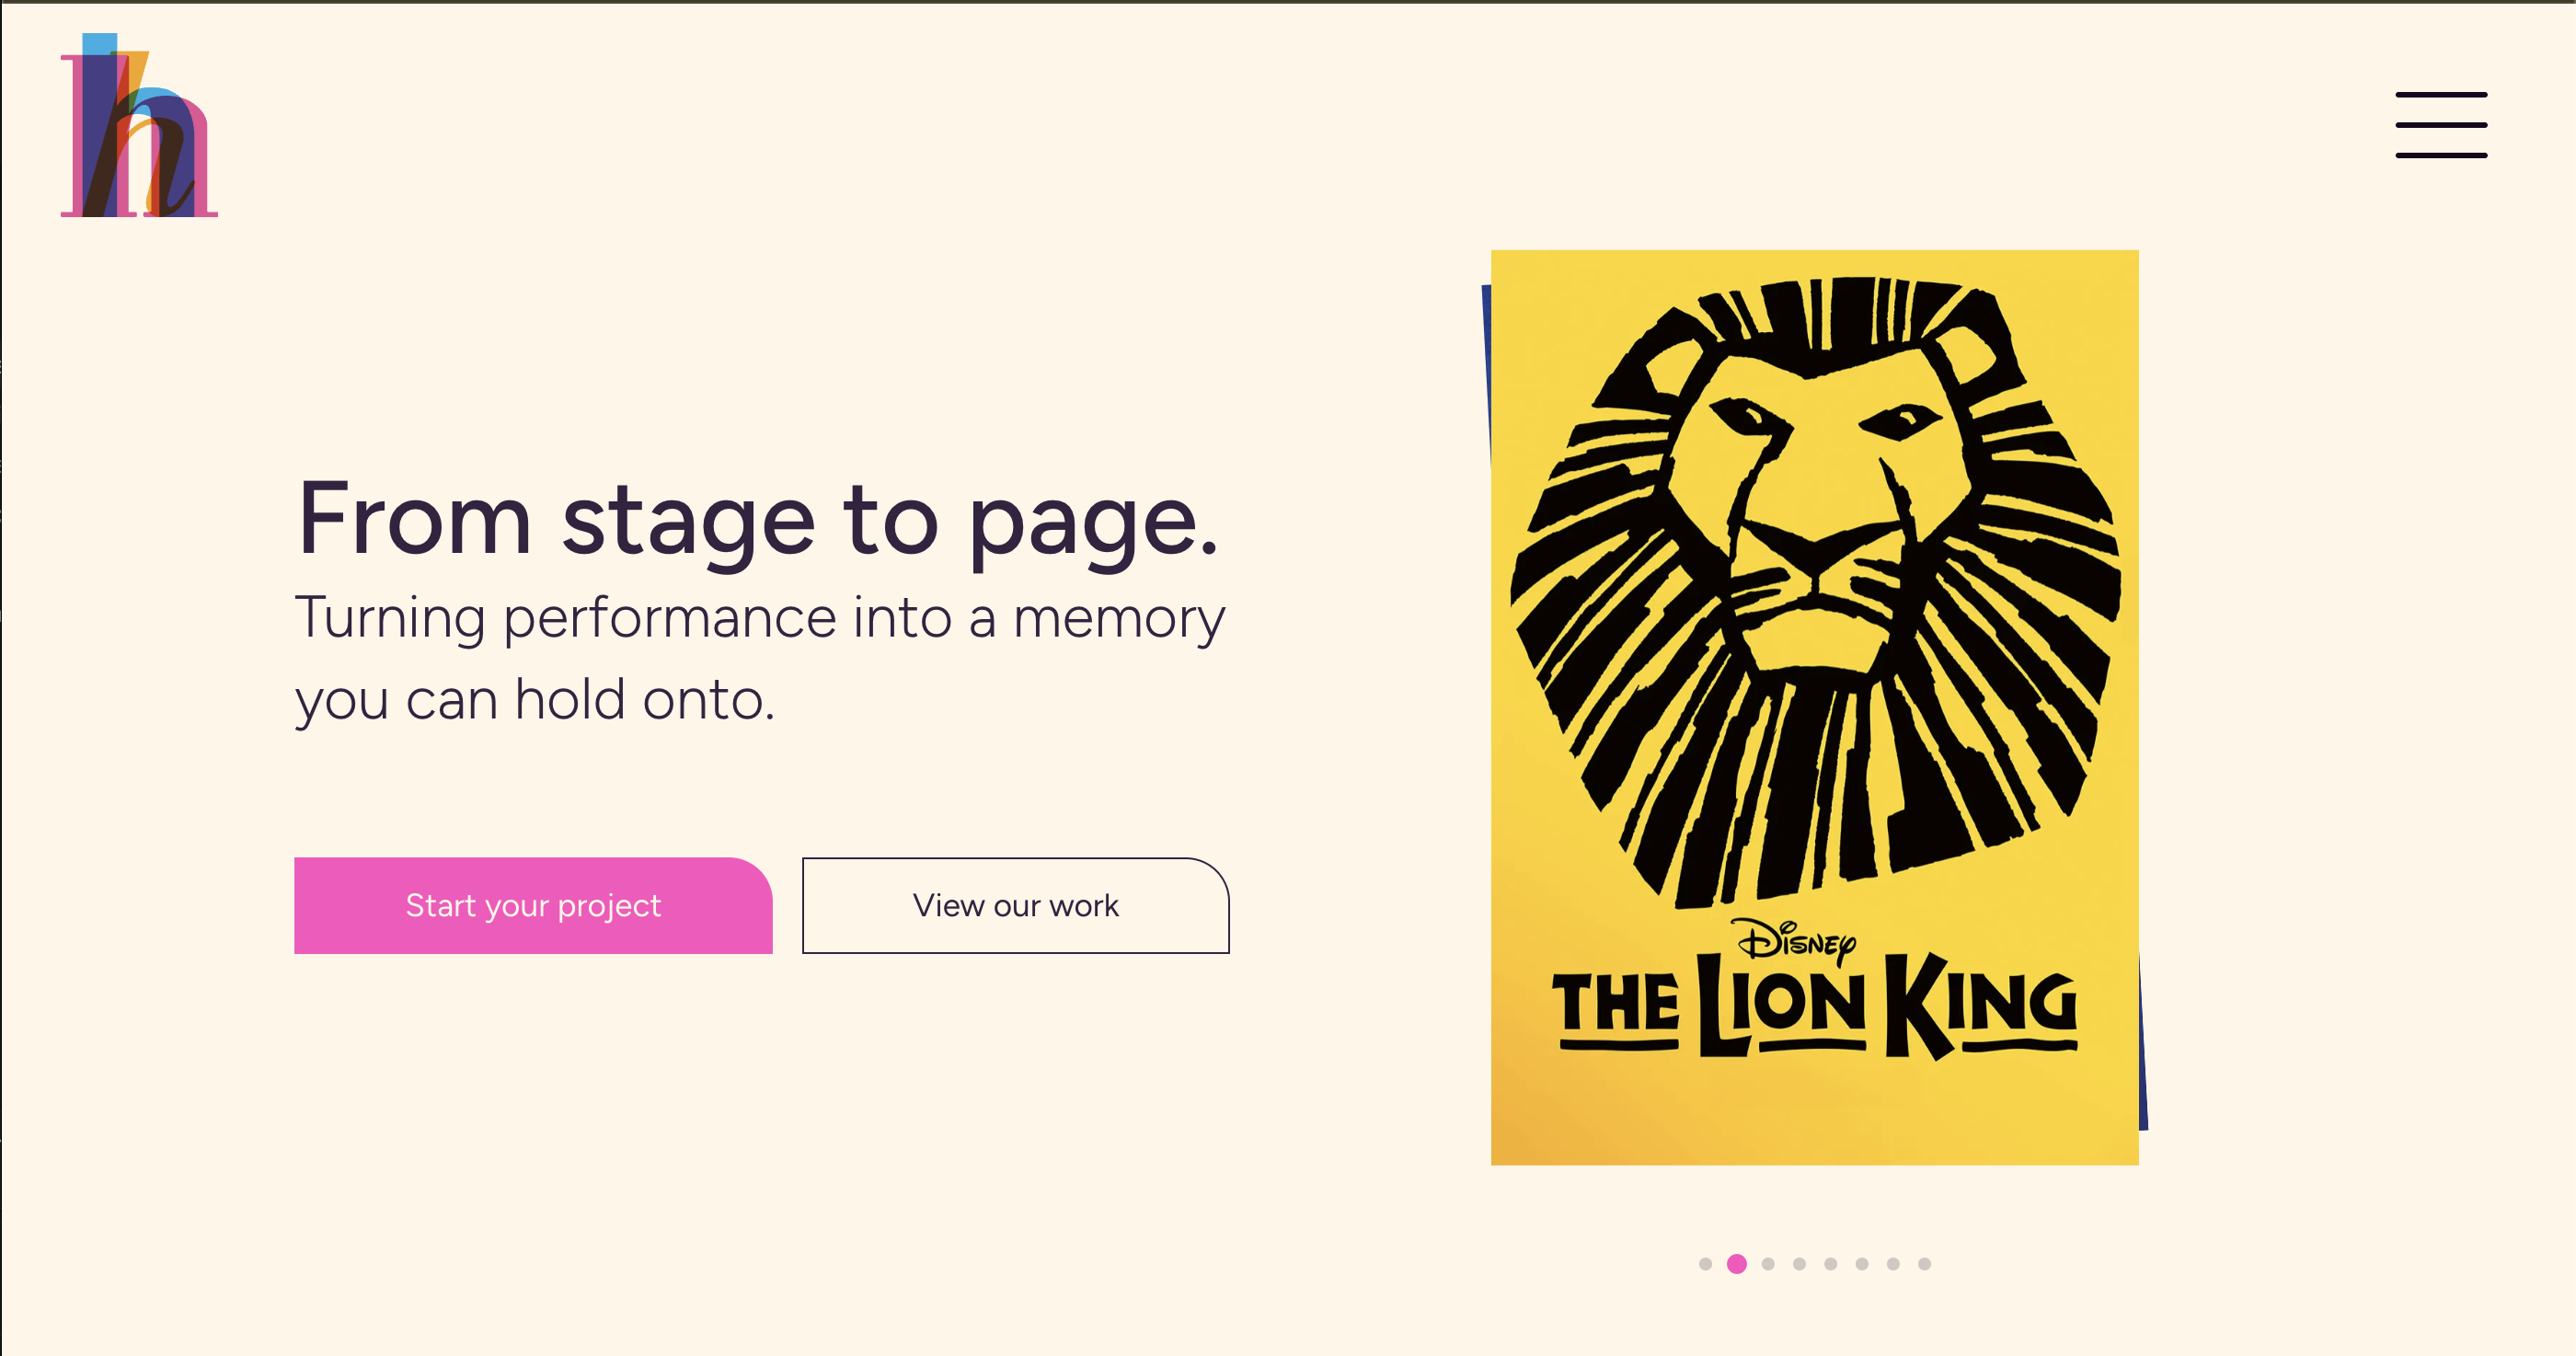 h
From stage to page.
Turning performance into a memory
you can hold onto.
Start your project
View our work
Disney
THE LION KING